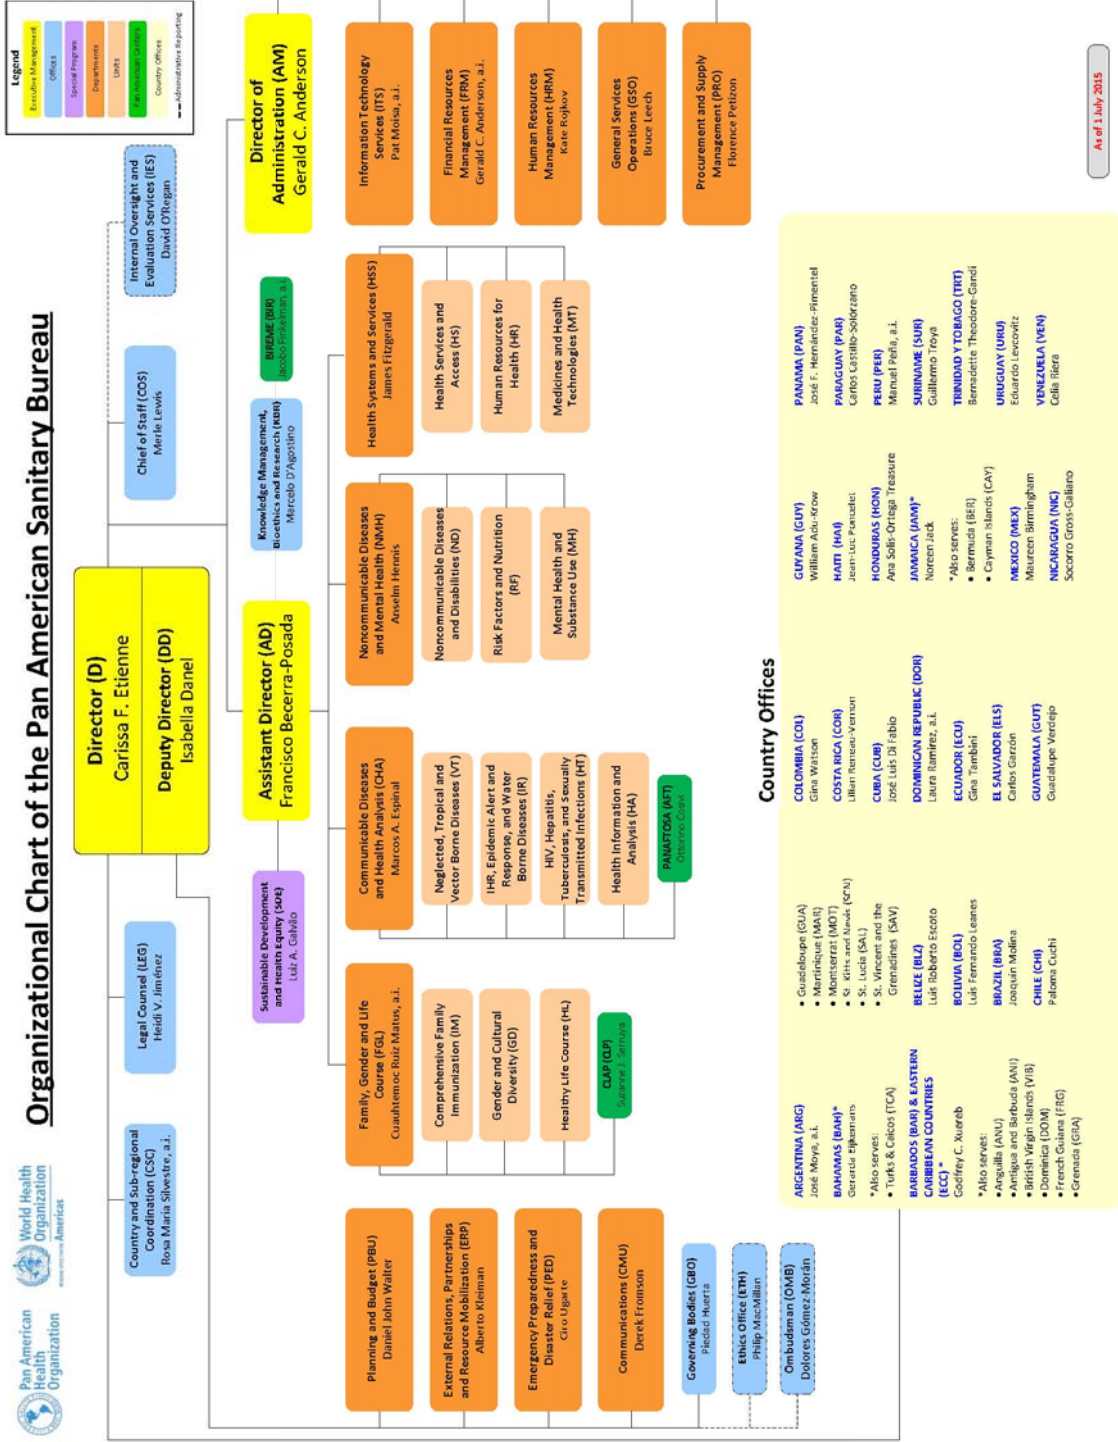 Pan American
Health
Organization
World Health
Organization
Americas
Organizational Chart of the Pan American Sanitary Bureau
Legend
Executive Management
Offices
Special Program
Departments
Units
Pan American Centers
Country Offices
Administrative Reporting
Director (D)
Carissa F. Etienne
Deputy Director (DD)
Isabella Danel
Country and Sub-regional
Coordination (CSC)
Rosa Maria Silvestre, a.i.
Legal Counsel (LEG)
Heidi V. Jiménez
Chief of Staff (COS)
Merle Lewis
Internal Oversight and
Evaluation Services (IES)
David O'Regan
Sustainable Development
and Health Equity (SDE)
Luiz A. Galvão
Assistant Director (AD)
Francisco Becerra-Posada
Knowledge Management,
Bioethics and Research (KBR)
Marcelo D'Agostino
BIREME (BIR)
Jacobo Finkelman, a.i.
Director of
Administration (AM)
Gerald C. Anderson
Planning and Budget (PBU)
Daniel John Walter
External Relations, Partnerships
and Resource Mobilization (ERP)
Alberto Kleiman
Emergency Preparedness and
Disaster Relief (PED)
Ciro Ugarte
Communications (CMU)
Derek Fromson
Governing Bodies (GBO)
Piedad Huerta
Ethics Office (ETH)
Philip MacMillan
Ombudsman (OMB)
Dolores Gómez-Morán
Family, Gender and Life
Course (FGL)
Cuauhtemoc Ruiz Matus, a.i.
Comprehensive Family
Immunization (IM)
Gender and Cultural
Diversity (GD)
Healthy Life Course (HL)
CLAP (CLP)
Suzanne J. Serruya
Communicable Diseases
and Health Analysis (CHA)
Marcos A. Espinal
Neglected, Tropical and
Vector Borne Diseases (VT)
IHR, Epidemic Alert and
Response, and Water
Borne Diseases (IR)
HIV, Hepatitis,
Tuberculosis, and Sexually
Transmitted Infections (HT)
Health Information and
Analysis (HA)
PANAFTOSA (AFT)
Ottorino Cosivi
Noncommunicable Diseases
and Mental Health (NMH)
Anselm Hennis
Noncommunicable Diseases
and Disabilities (ND)
Risk Factors and Nutrition
(RF)
Mental Health and
Substance Use (MH)
Health Systems and Services (HSS)
James Fitzgerald
Health Services and
Access (HS)
Human Resources for
Health (HR)
Medicines and Health
Technologies (MT)
Information Technology
Services (ITS)
Pat Moisa, a.i.
Financial Resources
Management (FRM)
Gerald C. Anderson, a.i.
Human Resources
Management (HRM)
Kate Rojkov
General Services
Operations (GSO)
Bruce Leech
Procurement and Supply
Management (PRO)
Florence Petizon
Country Offices
ARGENTINA (ARG)
José Moya, a.i.
BAHAMAS (BAH)*
Gerarda Eijkemans
*Also serves:
• Turks & Caicos (TCA)
BARBADOS (BAR) & EASTERN
CARIBBEAN COUNTRIES
(ECC) *
Godfrey C. Xuereb
*Also serves:
• Anguilla (ANU)
• Antigua and Barbuda (ANI)
• British Virgin Islands (VIB)
• Dominica (DOM)
• French Guiana (FRG)
• Grenada (GRA)
• Guadeloupe (GUA)
• Martinique (MAR)
• Montserrat (MOT)
• St. Kitts and Nevis (SCN)
• St. Lucia (SAL)
• St. Vincent and the
Grenadines (SAV)
BELIZE (BLZ)
Luis Roberto Escoto
BOLIVIA (BOL)
Luis Fernando Leanes
BRAZIL (BRA)
Joaquin Molina
CHILE (CHI)
Paloma Cuchi
COLOMBIA (COL)
Gina Watson
COSTA RICA (COR)
Lilian Reneau-Vernon
CUBA (CUB)
José Luis Di Fabio
DOMINICAN REPUBLIC (DOR)
Laura Ramirez, a.i.
ECUADOR (ECU)
Gina Tambini
EL SALVADOR (ELS)
Carlos Garzón
GUATEMALA (GUT)
Guadalupe Verdejo
GUYANA (GUY)
William Adu-Krow
HAITI (HAI)
Jean-Luc Poncelet
HONDURAS (HON)
Ana Solis-Ortega Treasure
JAMAICA (JAM)*
Noreen Jack
*Also serves:
• Bermuda (BER)
• Cayman Islands (CAY)
MEXICO (MEX)
Maureen Birmingham
NICARAGUA (NIC)
Socorro Gross-Galiano
PANAMA (PAN)
José F. Hernández-Pimentel
PARAGUAY (PAR)
Carlos Castillo-Solórzano
PERU (PER)
Manuel Peña, a.i.
SURINAME (SUR)
Guillermo Troya
TRINIDAD Y TOBAGO (TRT)
Bernadette Theodore-Gandi
URUGUAY (URU)
Eduardo Levcovitz
VENEZUELA (VEN)
Celia Riera
As of 1 July 2015